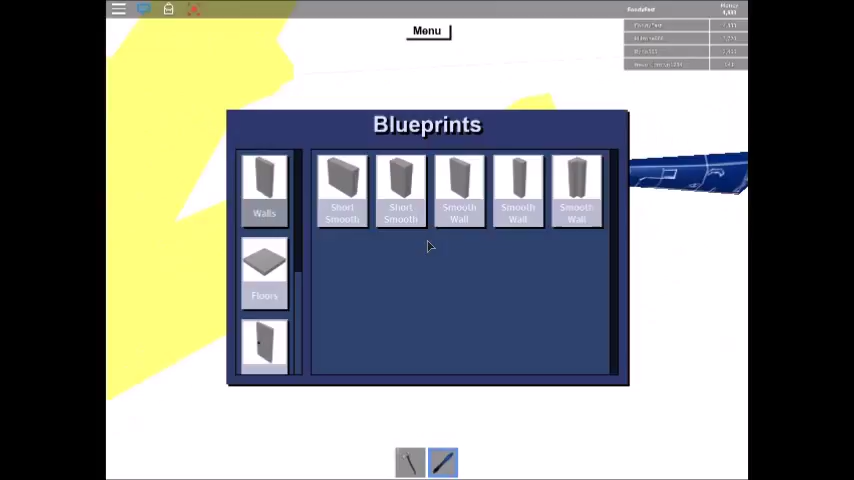 Menu
Blueprints
Walls
Floors
Short
Smooth
Short
Smooth
Smooth
Wall
Smooth
Wall
Smooth
Wall